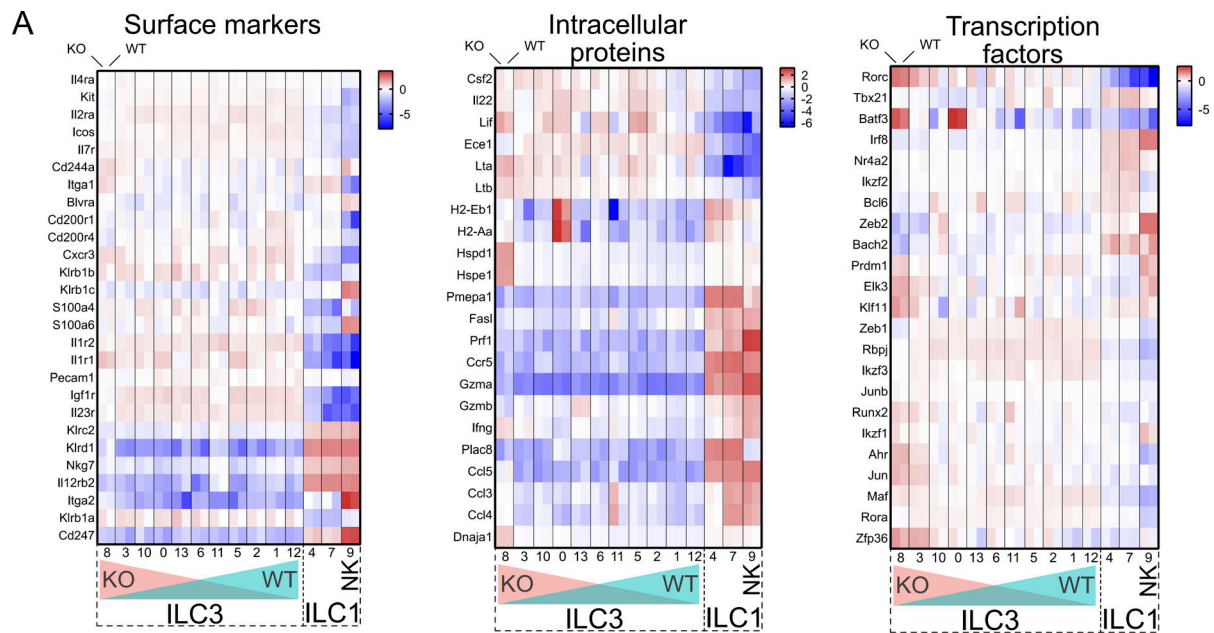 A
Surface markers
KO WT
Il4ra
Kit
Il2ra
Icos
Il7r
Cd244a
Itga1
Blvra
Cd200r1
Cd200r4
Cxcr3
Klrb1b
Klrb1c
S100a4
S100a6
Il1r2
Il1r1
Pecam1
Igf1r
Il23r
Klrc2
Klrd1
Nkg7
Il12rb2
Itga2
Klrb1a
Cd247
0
-5
8 3 10 0 13 6 11 5 2 1 12 4 7 9
KO WT
NK
ILC3 ILC1
Intracellular
proteins
KO WT
Csf2
Il22
Lif
Ece1
Lta
Ltb
H2-Eb1
H2-Aa
Hspd1
Hspe1
Pmepa1
Fasl
Prf1
Ccr5
Gzma
Gzmb
Ifng
Plac8
Ccl5
Ccl3
Ccl4
Dnaja1
2
0
-2
-4
-6
8 3 10 0 13 6 11 5 2 1 12 4 7 9
KO WT
NK
ILC3 ILC1
Transcription
factors
KO WT
Rorc
Tbx21
Batf3
Irf8
Nr4a2
Ikzf2
Bcl6
Zeb2
Bach2
Prdm1
Elk3
Klf11
Zeb1
Rbpj
Ikzf3
Junb
Runx2
Ikzf1
Ahr
Jun
Maf
Rora
Zfp36
0
-5
8 3 10 0 13 6 11 5 2 1 12 4 7 9
KO WT
NK
ILC3 ILC1